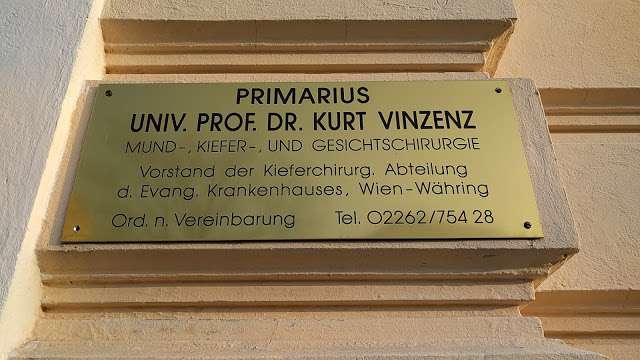 PRIMARIUS
UNIV. PROF. DR. KURT VINZENZ
MUND-, KIEFER-, UND GESICHTSCHIRURGIE
Vorstand der Kieferchirurg. Abteilung
d. Evang. Krankenhauses, Wien-Währing
Ord. n. Vereinbarung Tel. 02262/754 28